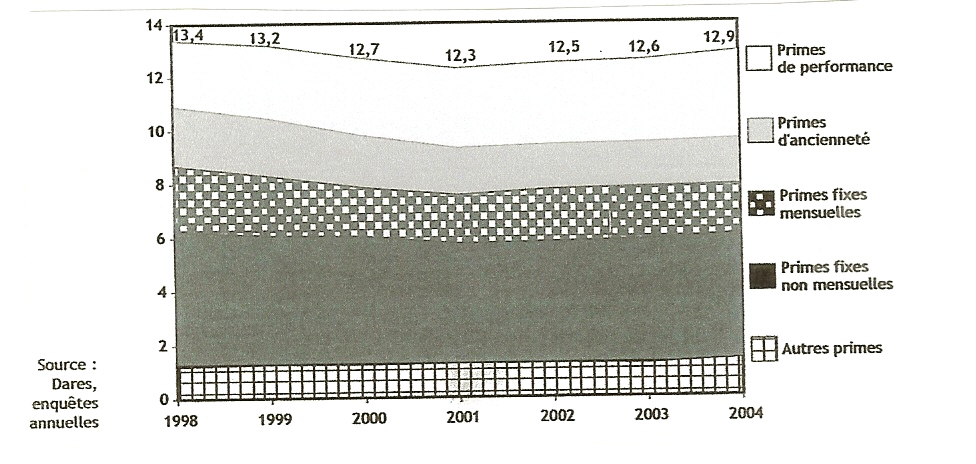 14
12
10
8
6
4
2
0
13,4
13,2
12,7
12,3
12,5
12,6
12,9
1998
1999
2000
2001
2002
2003
2004
Primes
de performance
Primes
d'ancienneté
Primes fixes
mensuelles
Primes fixes
non mensuelles
Autres primes
Source :
Dares,
enquêtes
annuelles